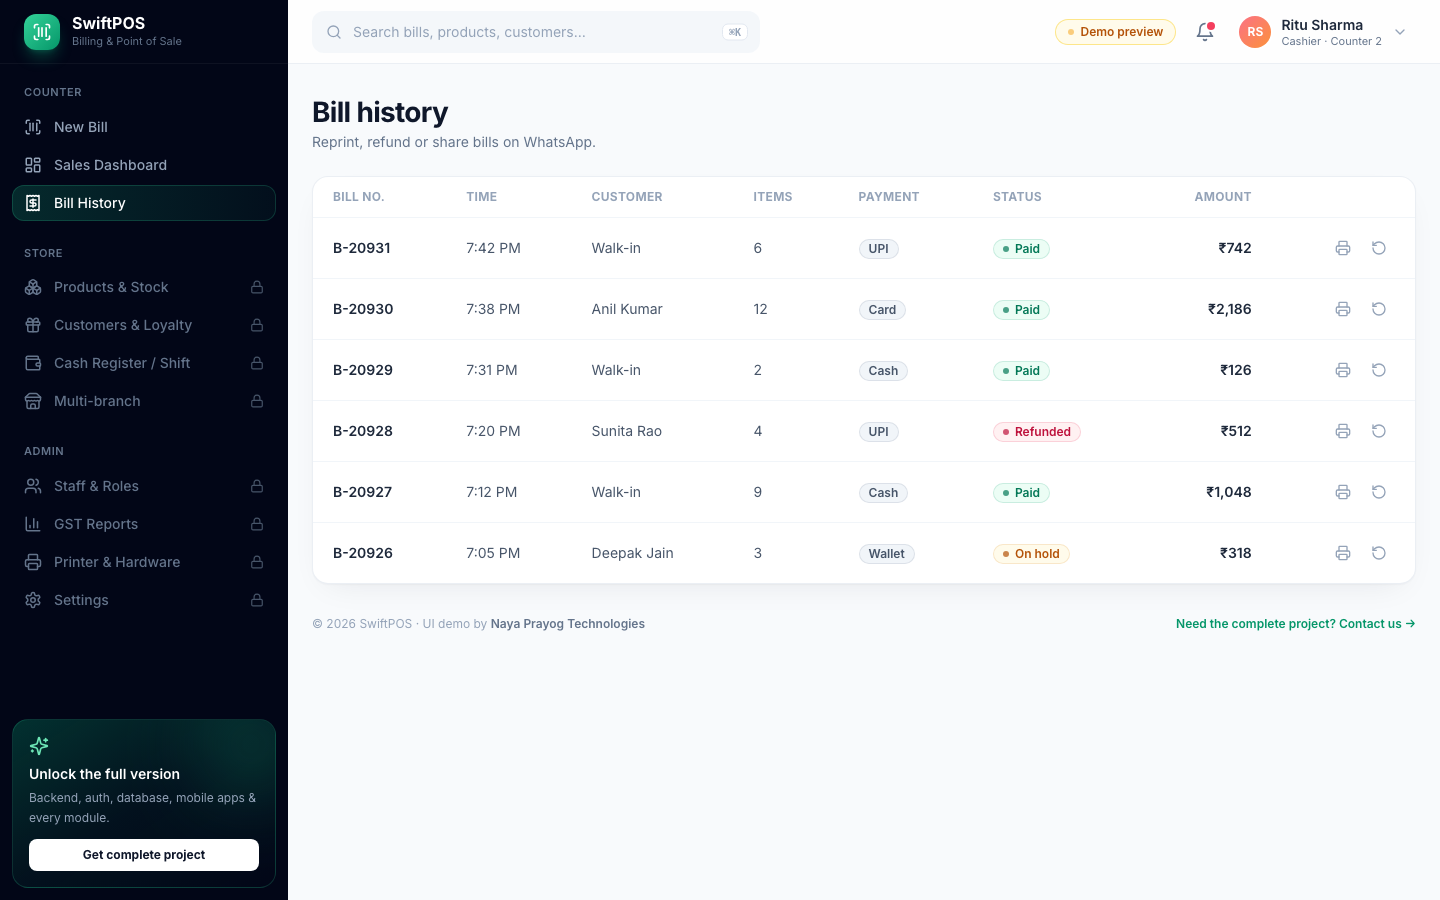 SwiftPOS
Billing & Point of Sale
Search bills, products, customers...
⌘K
Demo preview
RS
Ritu Sharma
Cashier · Counter 2
COUNTER
New Bill
Sales Dashboard
Bill History
STORE
Products & Stock
Customers & Loyalty
Cash Register / Shift
Multi-branch
ADMIN
Staff & Roles
GST Reports
Printer & Hardware
Settings
Unlock the full version
Backend, auth, database, mobile apps &
every module.
Get complete project
Bill history
Reprint, refund or share bills on WhatsApp.
BILL NO. TIME CUSTOMER ITEMS PAYMENT STATUS AMOUNT
B-20931 7:42 PM Walk-in 6 UPI Paid ₹742
B-20930 7:38 PM Anil Kumar 12 Card Paid ₹2,186
B-20929 7:31 PM Walk-in 2 Cash Paid ₹126
B-20928 7:20 PM Sunita Rao 4 UPI Refunded ₹512
B-20927 7:12 PM Walk-in 9 Cash Paid ₹1,048
B-20926 7:05 PM Deepak Jain 3 Wallet On hold ₹318
© 2026 SwiftPOS · UI demo by Naya Prayog Technologies
Need the complete project? Contact us →